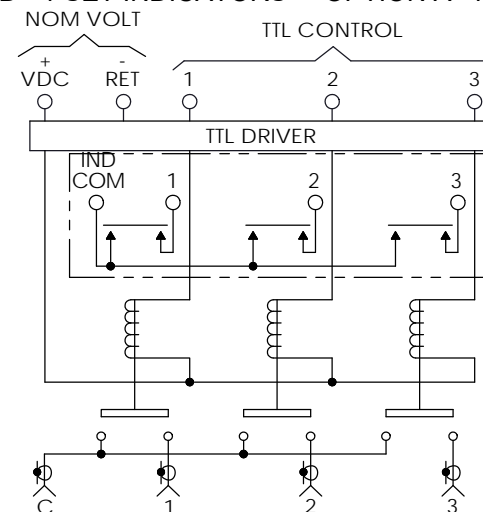 NOM VOLT
TTL CONTROL
+ -
VDC RET 1 2 3
TTL DRIVER
IND
COM 1 2 3
C 1 2 3